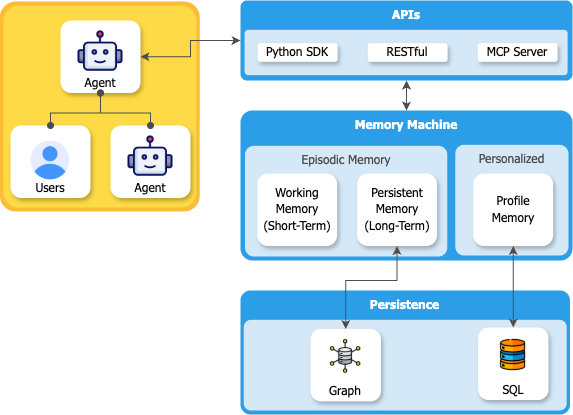 APIs
Python SDK
RESTful
MCP Server
Agent
Users
Agent
Memory Machine
Episodic Memory
Personalized
Working
Memory
(Short-Term)
Persistent
Memory
(Long-Term)
Profile
Memory
Persistence
Graph
SQL